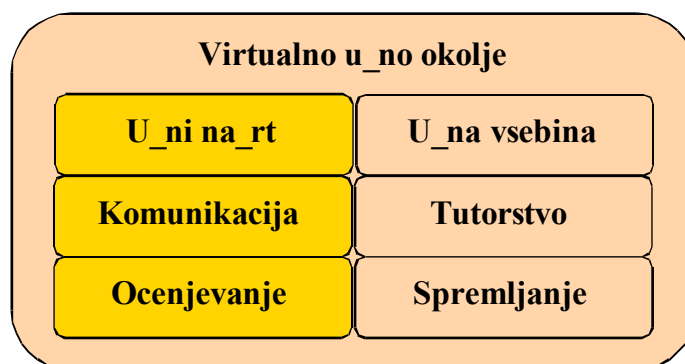 Virtualno u_no okolje
U_ni na_rt
U_na vsebina
Komunikacija
Tutorstvo
Ocenjevanje
Spremljanje